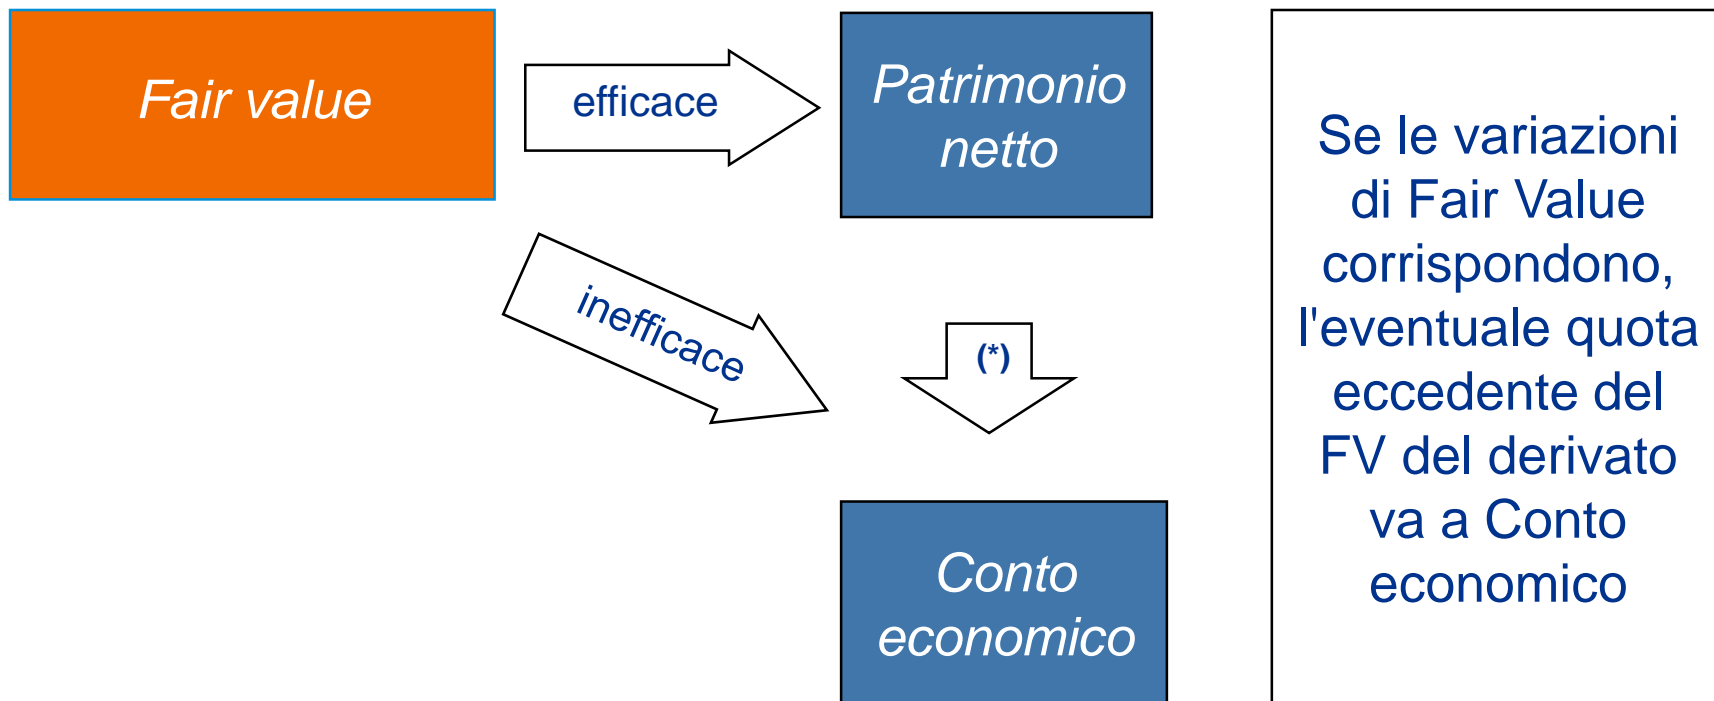 Fair value
efficace
Patrimonio
netto
inefficace
(*)
Conto
economico
Se le variazioni
di Fair Value
corrispondono,
l'eventuale quota
eccedente del
FV del derivato
va a Conto
economico